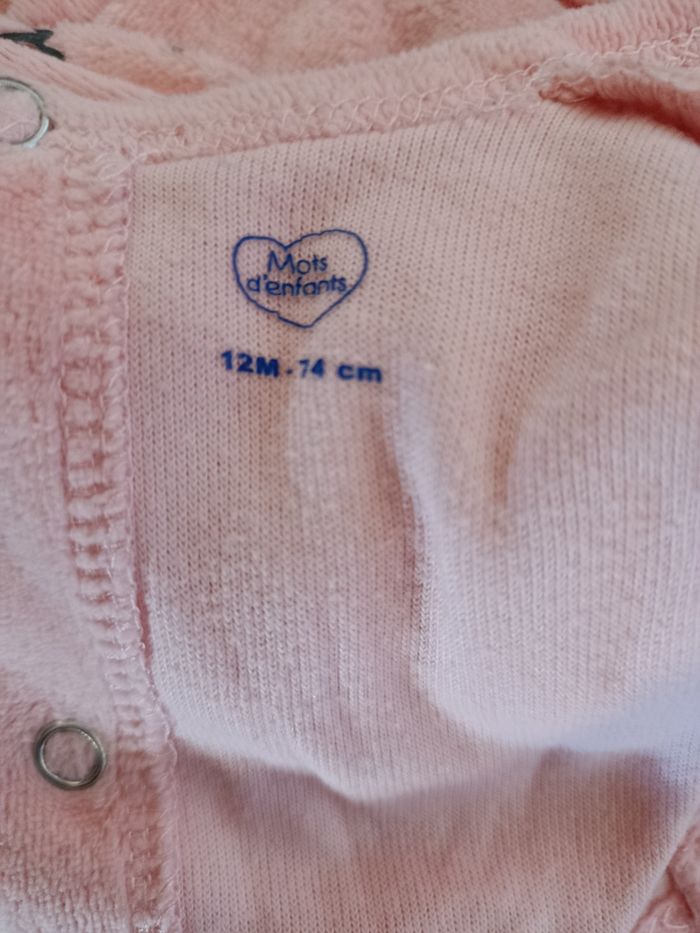 Mots
d'enfants
12M - 74 cm